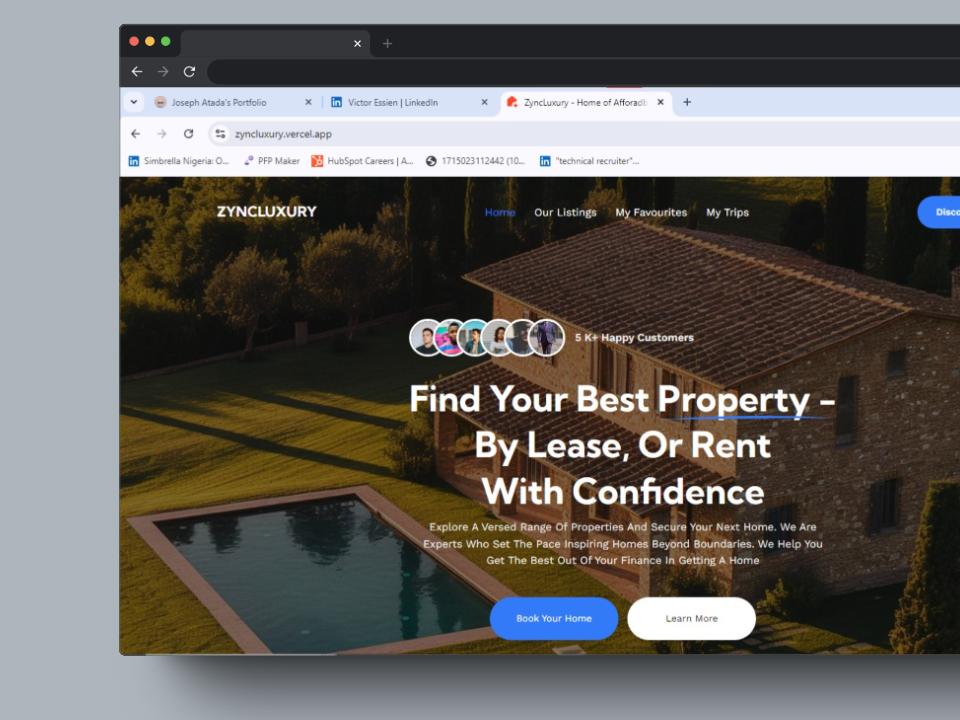 Joseph Atada's Portfolio
Victor Essien | LinkedIn
ZyncLuxury - Home of Afforadb
zyncluxury.vercel.app
Simbrella Nigeria: O...
PFP Maker
HubSpot Careers | A...
1715023112442 (10...
"technical recruiter"...
ZYNCLUXURY
Home
Our Listings
My Favourites
My Trips
Disco
5 K+ Happy Customers
Find Your Best Property -
By Lease, Or Rent
With Confidence
Explore A Versed Range Of Properties And Secure Your Next Home. We Are
Experts Who Set The Pace Inspiring Homes Beyond Boundaries. We Help You
Get The Best Out Of Your Finance In Getting A Home
Book Your Home
Learn More